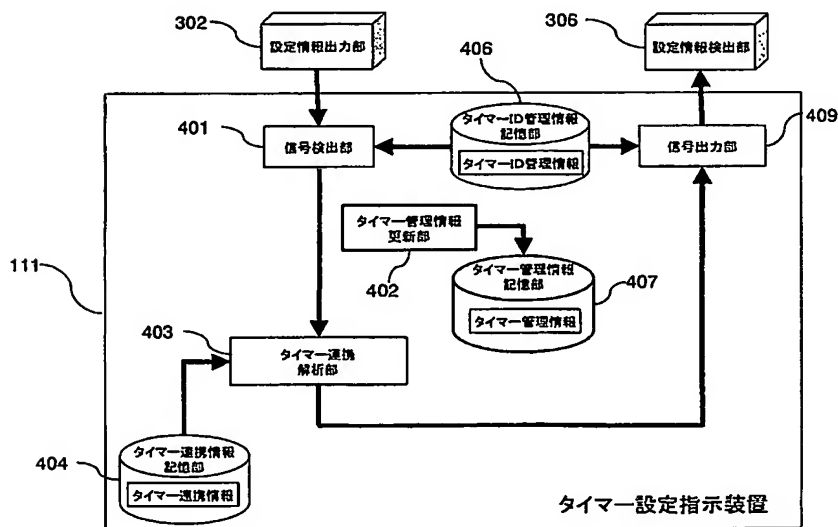 302
設定情報出力部
306
設定情報検出部
406
401
信号検出部
タイマーID管理情報
記憶部
タイマーID管理情報
409
信号出力部
タイマー管理情報
更新部
402
タイマー管理情報
記憶部
タイマー管理情報
407
111
403
タイマー連携
解析部
404
タイマー連携情報
記憶部
タイマー連携情報
タイマー設定指示装置